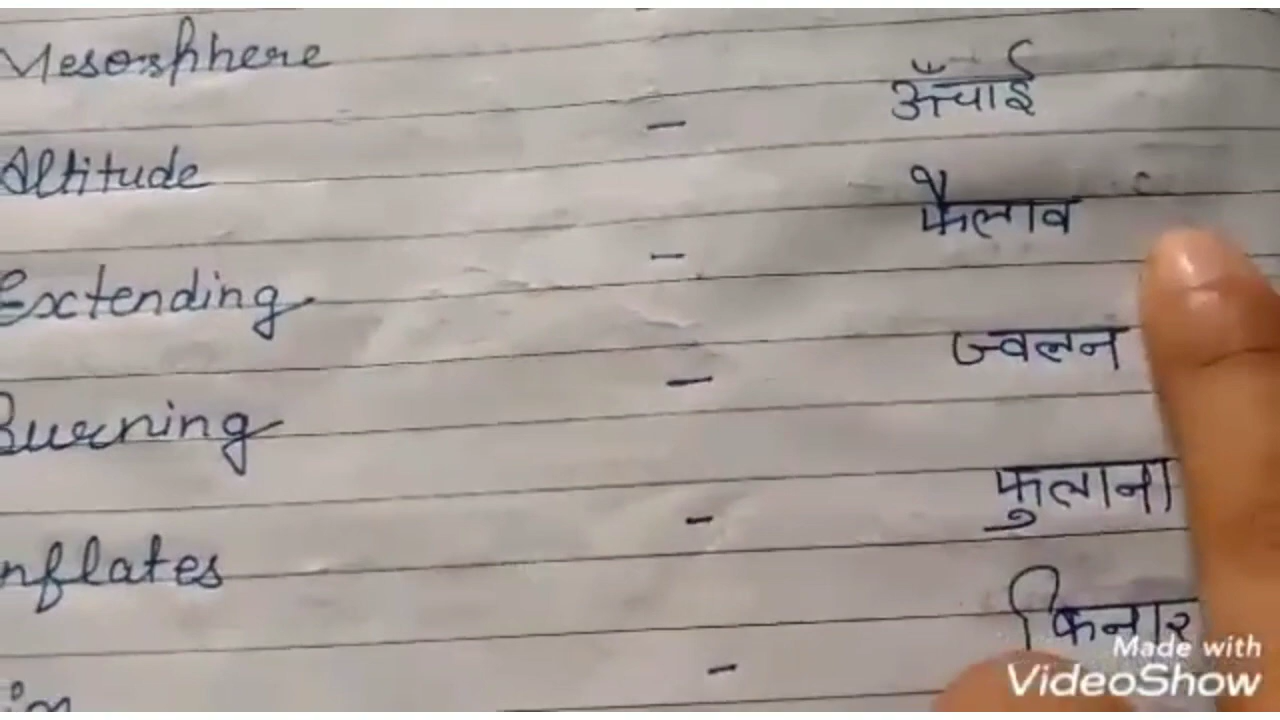 Mesosphere
Altitude - ऊँचाई
Extending - फैलाव
Burning - ज्वलन
nflates - फुलाना
- किनार
Made with
VideoShow